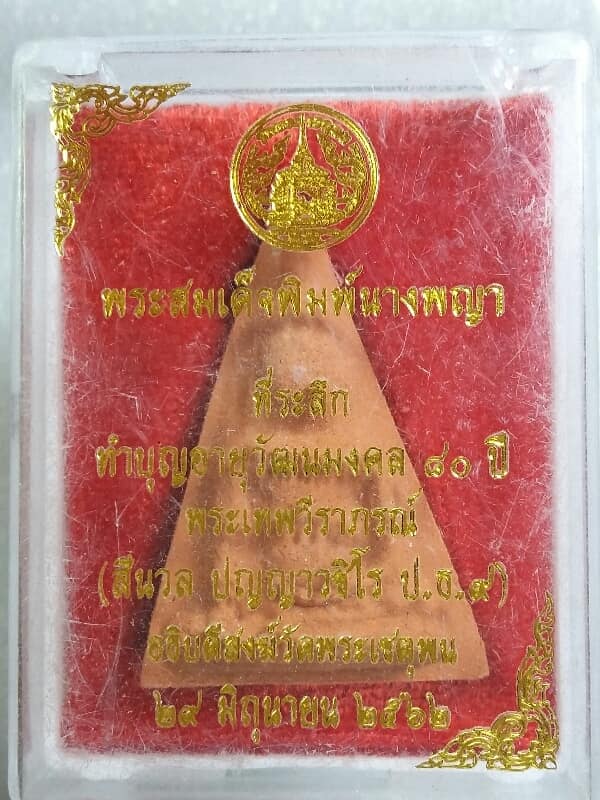 พระสมเด็จพิมพ์นางพญา
ที่ระลึก
ทำบุญอายุวัฒนมงคล ๘๐ ปี
พระเทพวีราภรณ์
(สีนวล ปญฺญาวชิโร ป.ธ.๙)
อธิบดีสงฆ์วัดพระเชตุพน
๒๙ มิถุนายน ๒๕๖๒